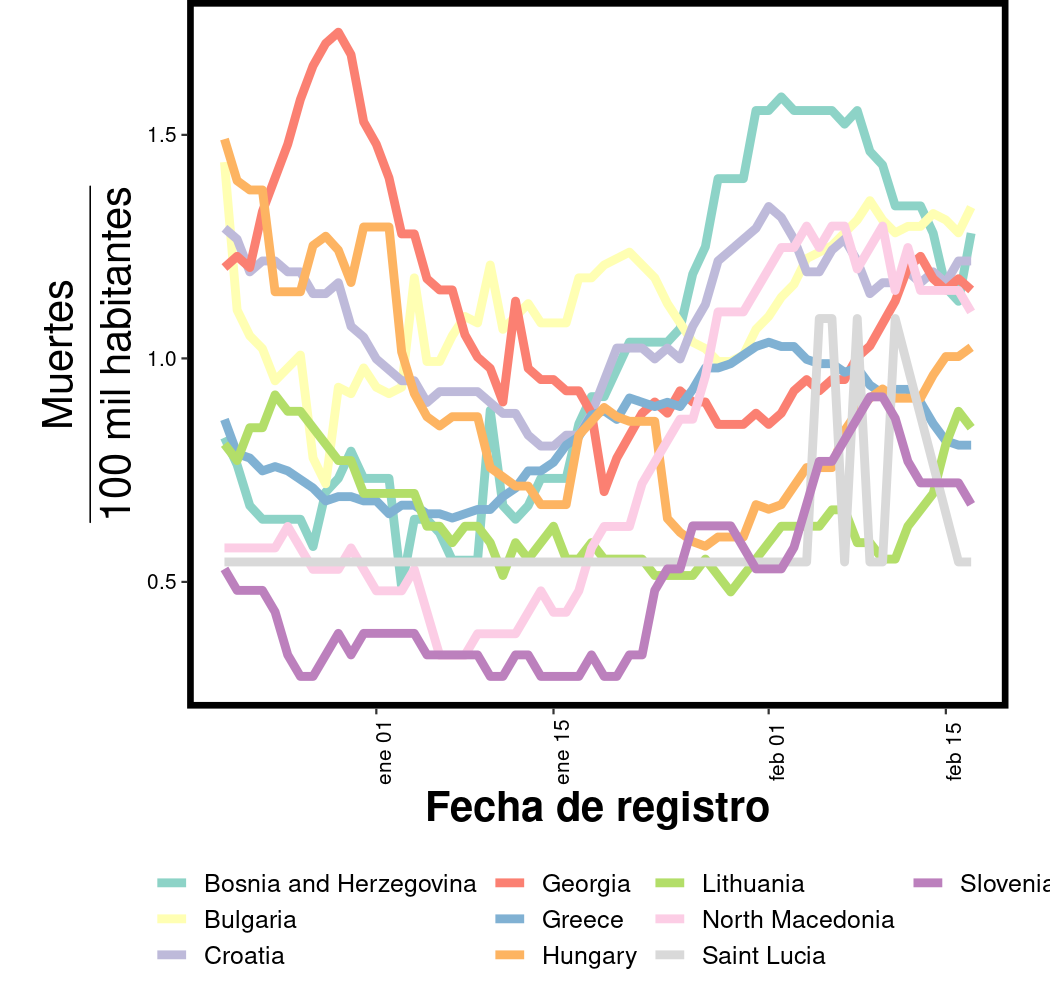 Muertes
100 mil habitantes
1.5
1.0
0.5
ene 01
ene 15
feb 01
feb 15
Fecha de registro
Bosnia and Herzegovina
Georgia
Lithuania
Slovenia
Bulgaria
Greece
North Macedonia
Croatia
Hungary
Saint Lucia